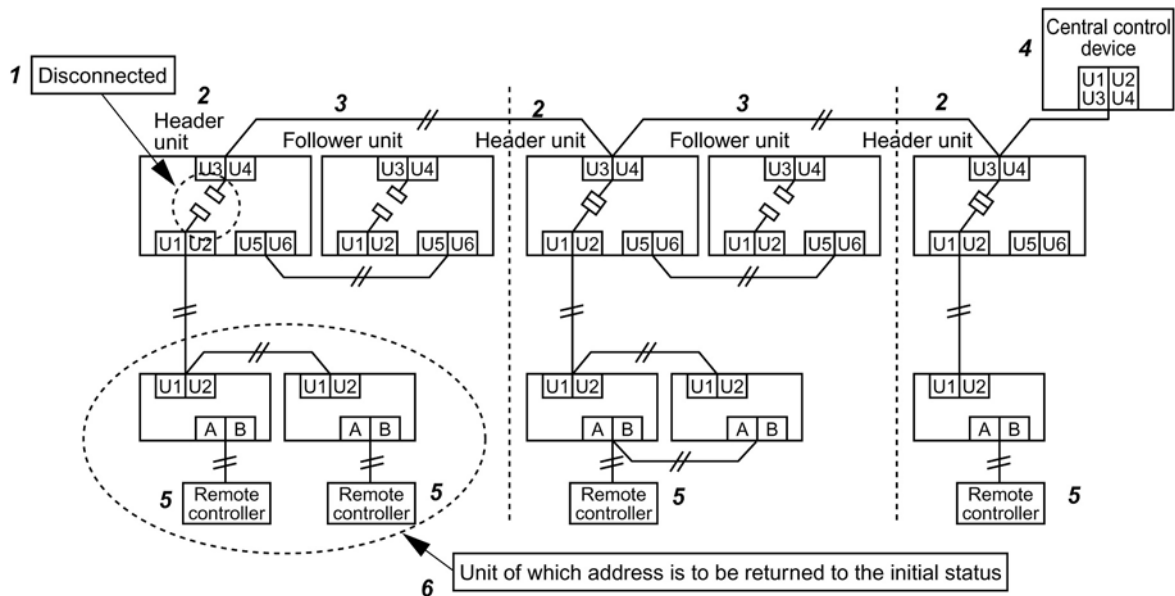 Central control
device
4
U1 U2
U3 U4
1 Disconnected
2 3 2 3 2
Header
unit
Follower unit
Header unit
Follower unit
Header unit
U3 U4 U3 U4 U3 U4 U3 U4 U3 U4
U1 U2 U5 U6 U1 U2 U5 U6 U1 U2 U5 U6 U1 U2 U5 U6 U1 U2 U5 U6
U1 U2 U1 U2 U1 U2 U1 U2 U1 U2
A B A B A B A B A B
5 Remote
controller
Remote
controller 5
Remote
controller 5
Remote
controller 5
6 Unit of which address is to be returned to the initial status